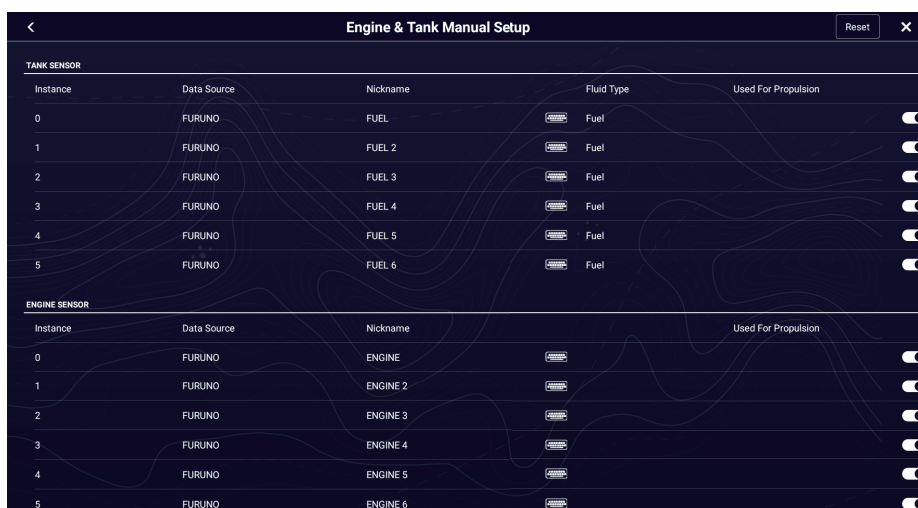 Engine & Tank Manual Setup Reset
TANK SENSOR
Instance Data Source Nickname Fluid Type Used For Propulsion
0 FURUNO FUEL Fuel
1 FURUNO FUEL 2 Fuel
2 FURUNO FUEL 3 Fuel
3 FURUNO FUEL 4 Fuel
4 FURUNO FUEL 5 Fuel
5 FURUNO FUEL 6 Fuel
ENGINE SENSOR
Instance Data Source Nickname Used For Propulsion
0 FURUNO ENGINE
1 FURUNO ENGINE 2
2 FURUNO ENGINE 3
3 FURUNO ENGINE 4
4 FURUNO ENGINE 5
5 FURUNO ENGINE 6